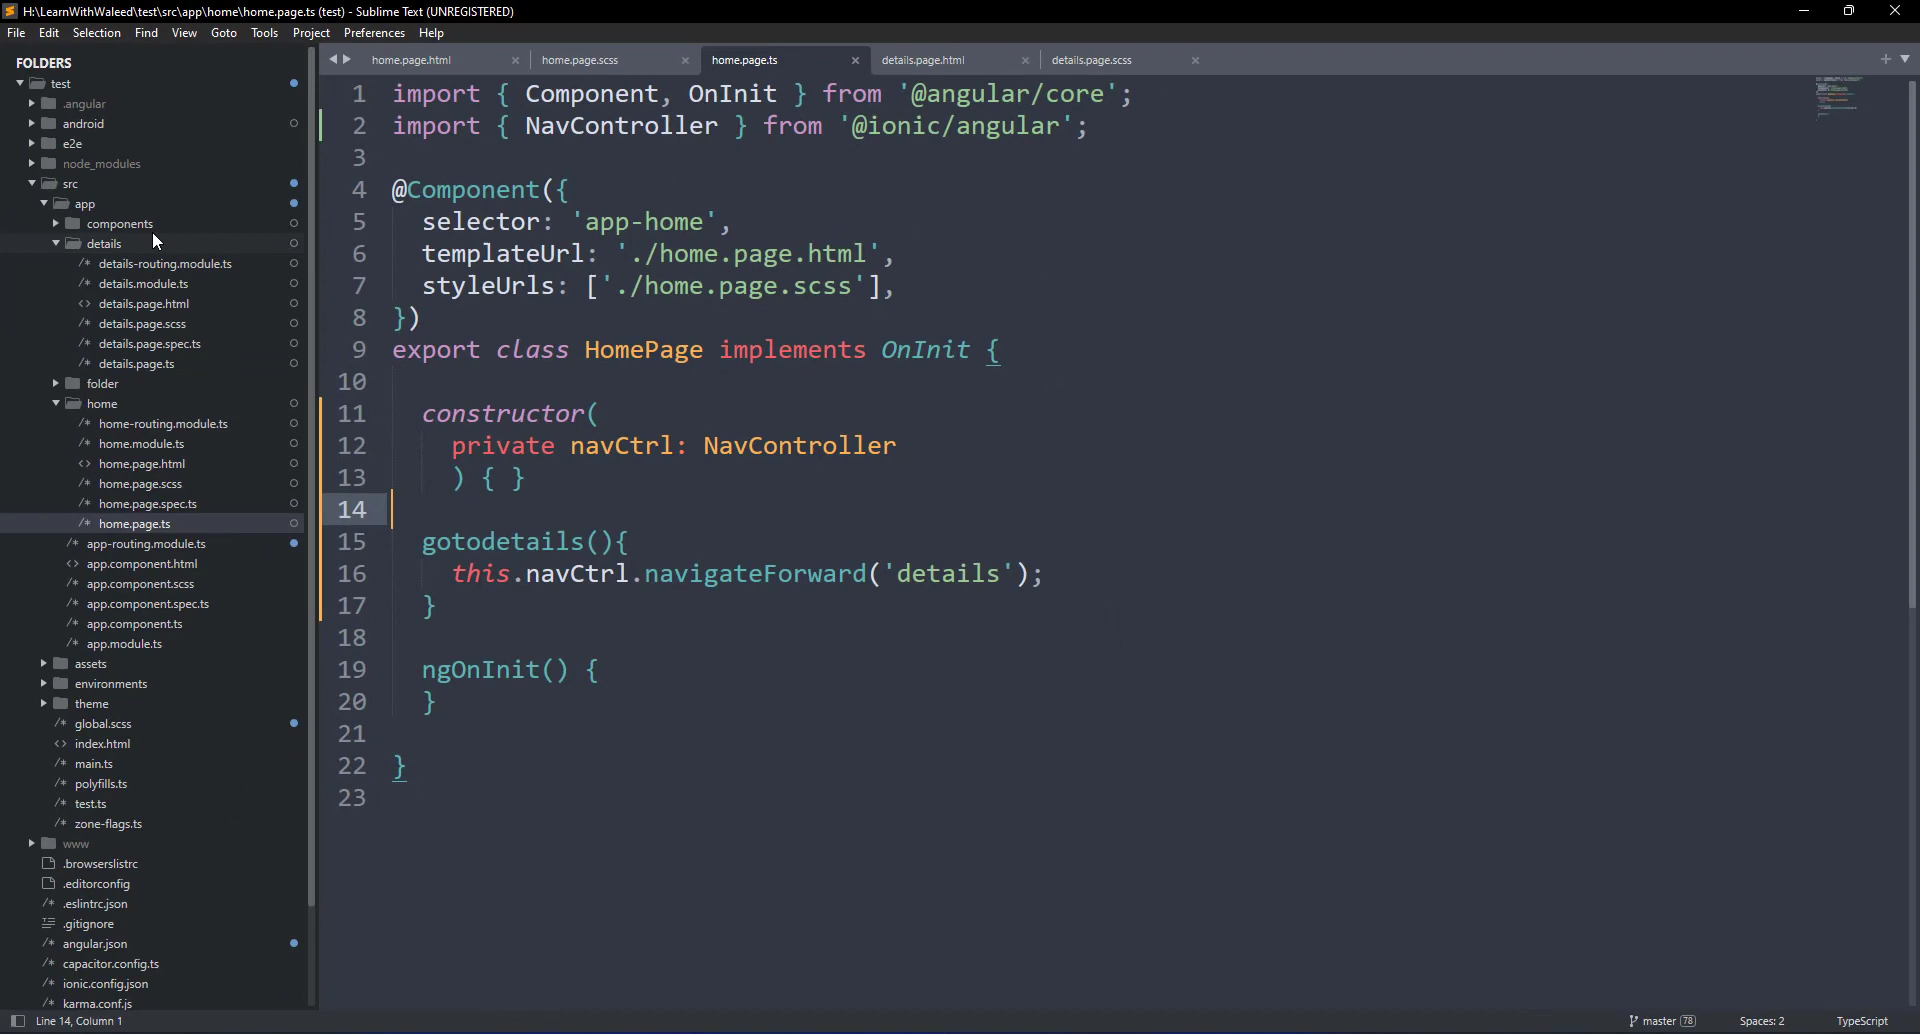 H:\LearnWithWaleed\test\src\app\home\home.page.ts (test) - Sublime Text (UNREGISTERED)
File Edit Selection Find View Goto Tools Project Preferences Help
FOLDERS
test
.angular
android
e2e
node_modules
src
app
components
details
details-routing.module.ts
details.module.ts
details.page.html
details.page.scss
details.page.spec.ts
details.page.ts
folder
home
home-routing.module.ts
home.module.ts
home.page.html
home.page.scss
home.page.spec.ts
home.page.ts
app-routing.module.ts
app.component.html
app.component.scss
app.component.spec.ts
app.component.ts
app.module.ts
assets
environments
theme
global.scss
index.html
main.ts
polyfills.ts
test.ts
zone-flags.ts
www
.browserslistrc
.editorconfig
.eslintrc.json
.gitignore
angular.json
capacitor.config.ts
ionic.config.json
karma.conf.js
home.page.html home.page.scss home.page.ts details.page.html details.page.scss
1 import { Component, OnInit } from '@angular/core';
2 import { NavController } from '@ionic/angular';
3
4 @Component({
5 selector: 'app-home',
6 templateUrl: './home.page.html',
7 styleUrls: ['./home.page.scss'],
8 })
9 export class HomePage implements OnInit {
10
11 constructor(
12 private navCtrl: NavController
13 ) { }
14
15 gotodetails(){
16 this.navCtrl.navigateForward('details');
17 }
18
19 ngOnInit() {
20 }
21
22 }
23
Line 14, Column 1 master 78 Spaces: 2 TypeScript